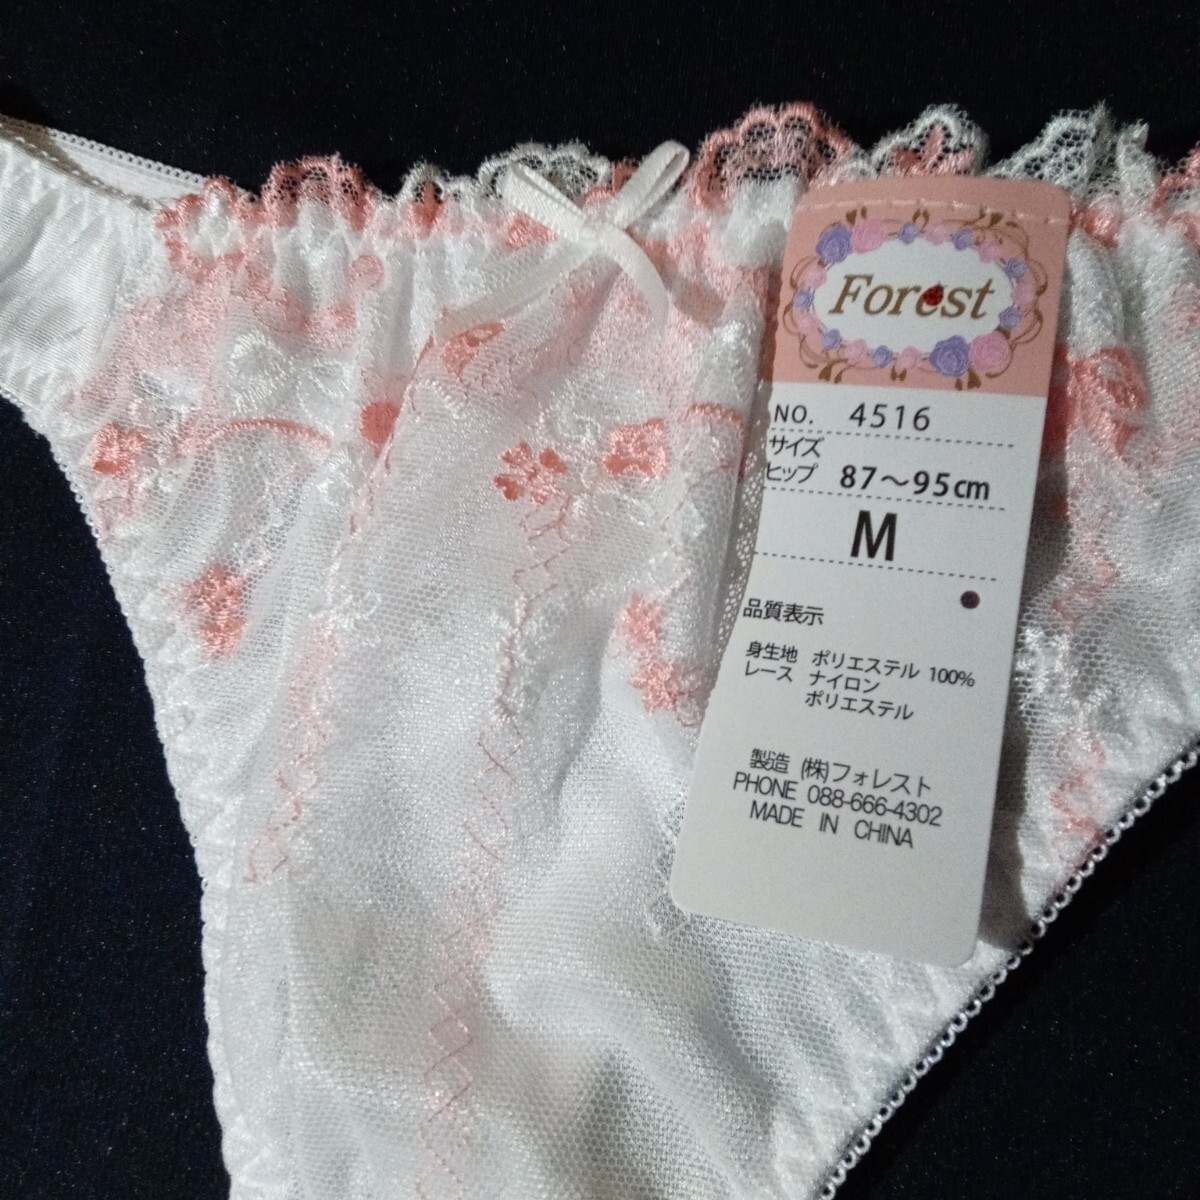 Forest
NO. 4516
サイズ
ヒップ 87～95cm
M
品質表示
身生地 ポリエステル 100%
レース ナイロン
ポリエステル
製造 (株)フォレスト
PHONE 088-666-4302
MADE IN CHINA